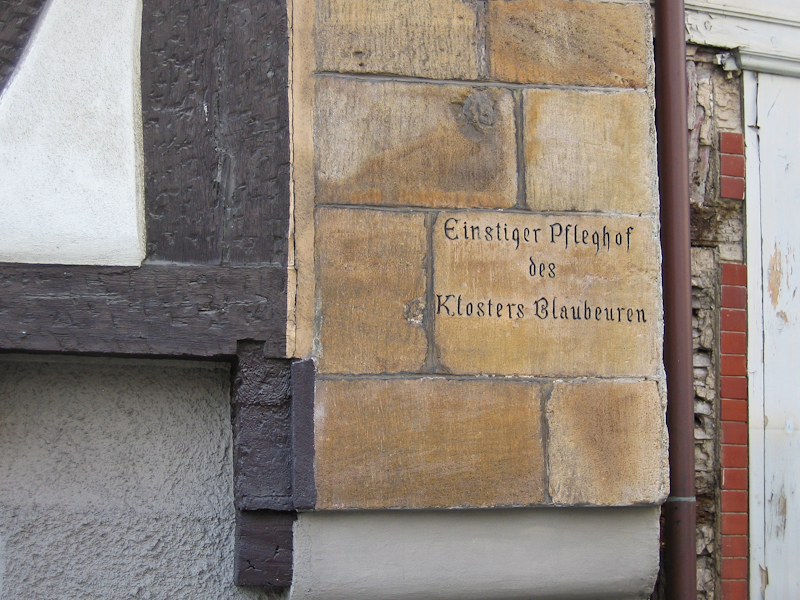 Einstiger Pfleghof
des
Klosters Blaubeuren